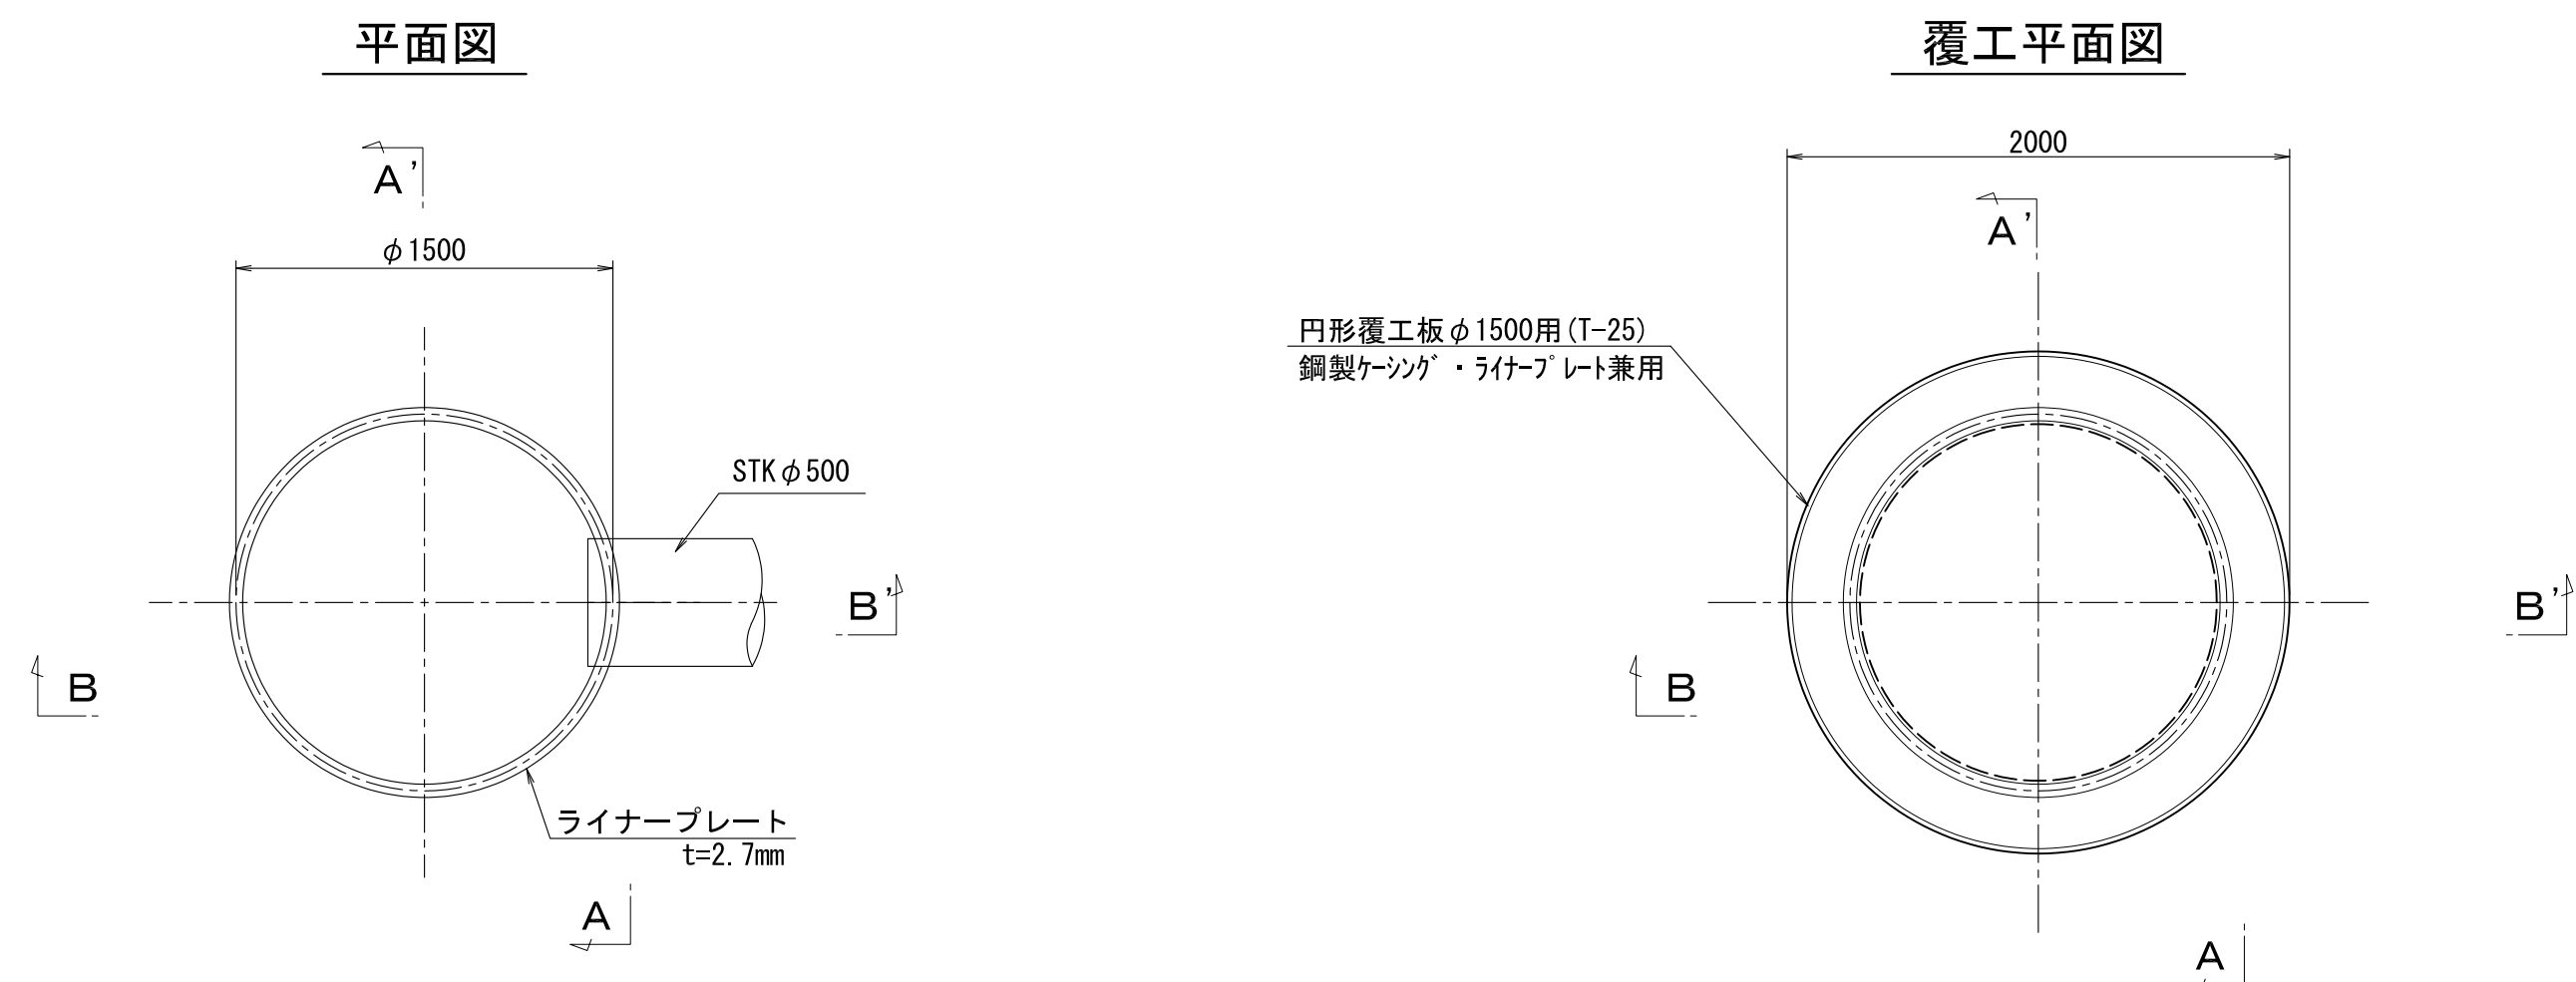 平面図
覆工平面図
A'
φ1500
STKφ500
B'
B
ライナープレート
t=2.7mm
A
2000
A'
円形覆工板φ1500用(T-25)
鋼製ｹｰｼﾝｸﾞ・ﾗｲﾅｰﾌﾟﾚｰﾄ兼用
B'
B
A